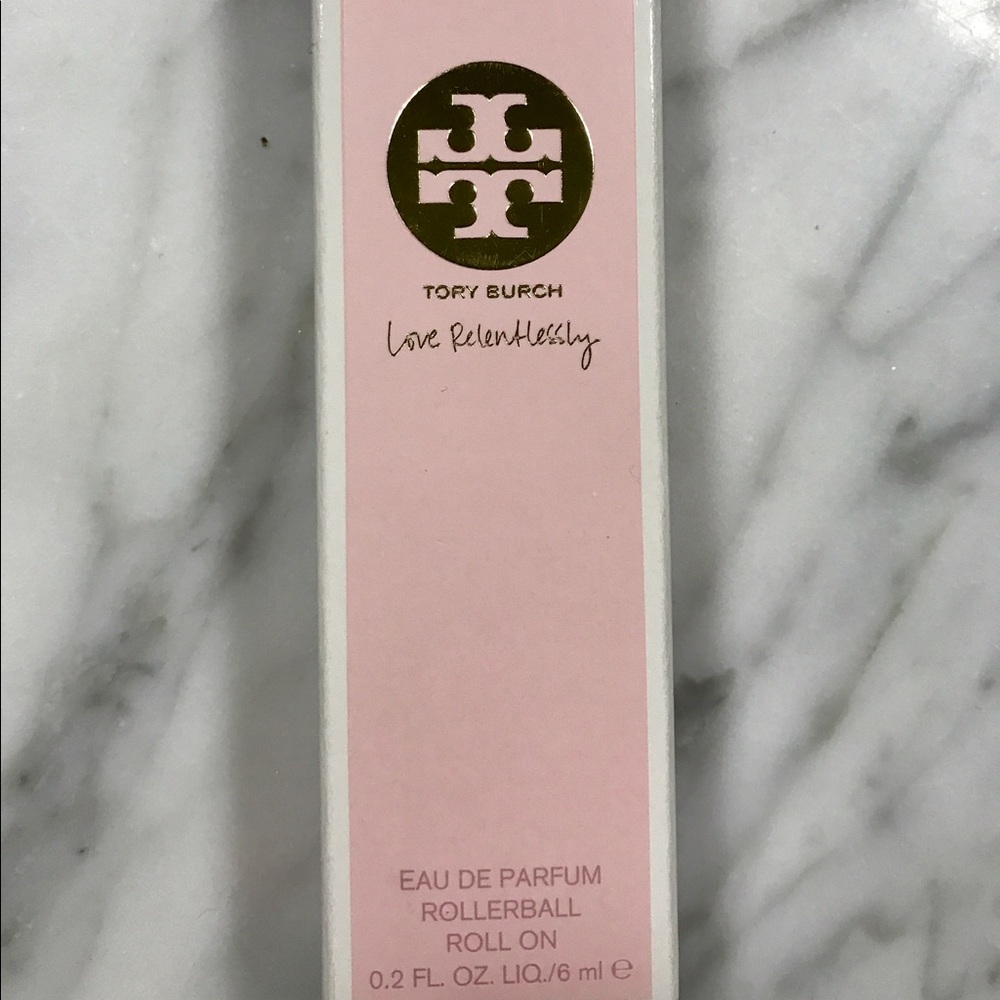 TORY BURCH
Love Relentlessly
EAU DE PARFUM
ROLLERBALL
ROLL ON
0.2 FL. OZ. LIQ./6 ml ℮